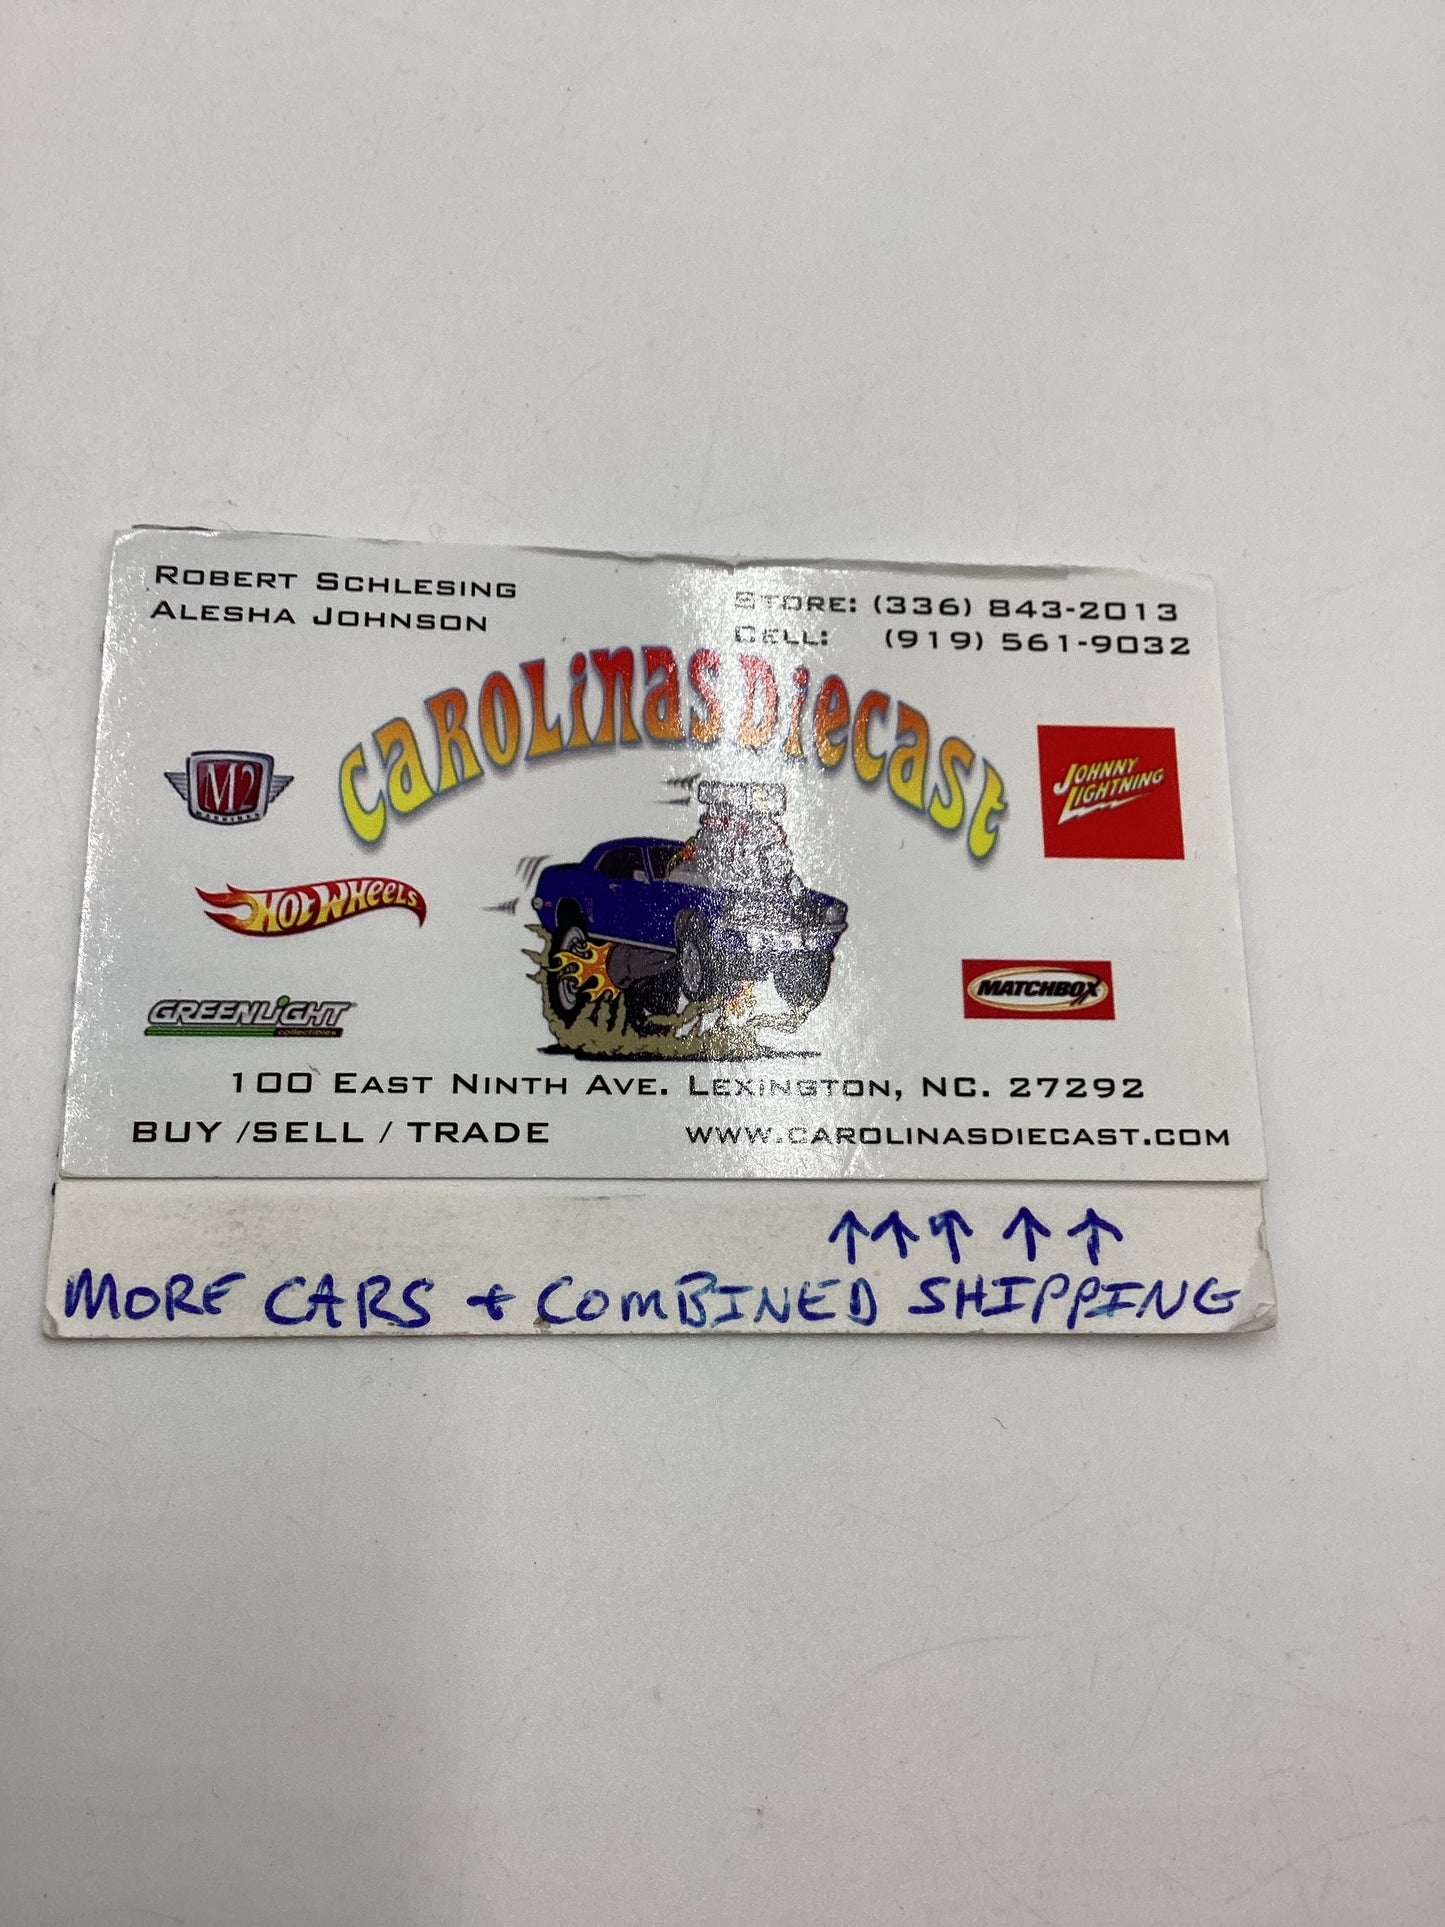 ROBERT SCHLESING
ALESHA JOHNSON
STORE: (336) 843-2013
CELL: (919) 561-9032
CAROLINAS DIECAST
M2
MACHINES
JOHNNY
LIGHTNING
HOT WHEELS
MATCHBOX
GREENLIGHT
collectibles
100 EAST NINTH AVE. LEXINGTON, NC. 27292
BUY /SELL / TRADE
WWW.CAROLINASDIECAST.COM
↑↑↑↑↑
MORE CARS + COMBINED SHIPPING